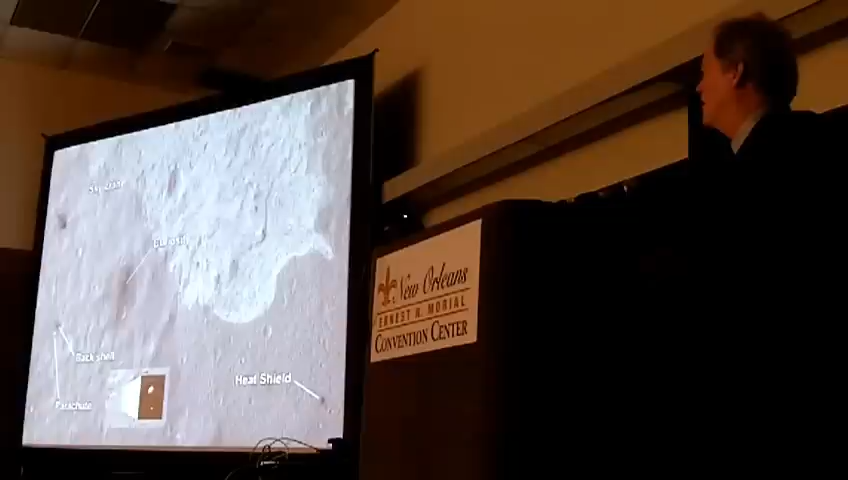 Sky crane
Curiosity
Back shell
Heat Shield
Parachute
New Orleans
ERNEST N. MORIAL
CONVENTION CENTER